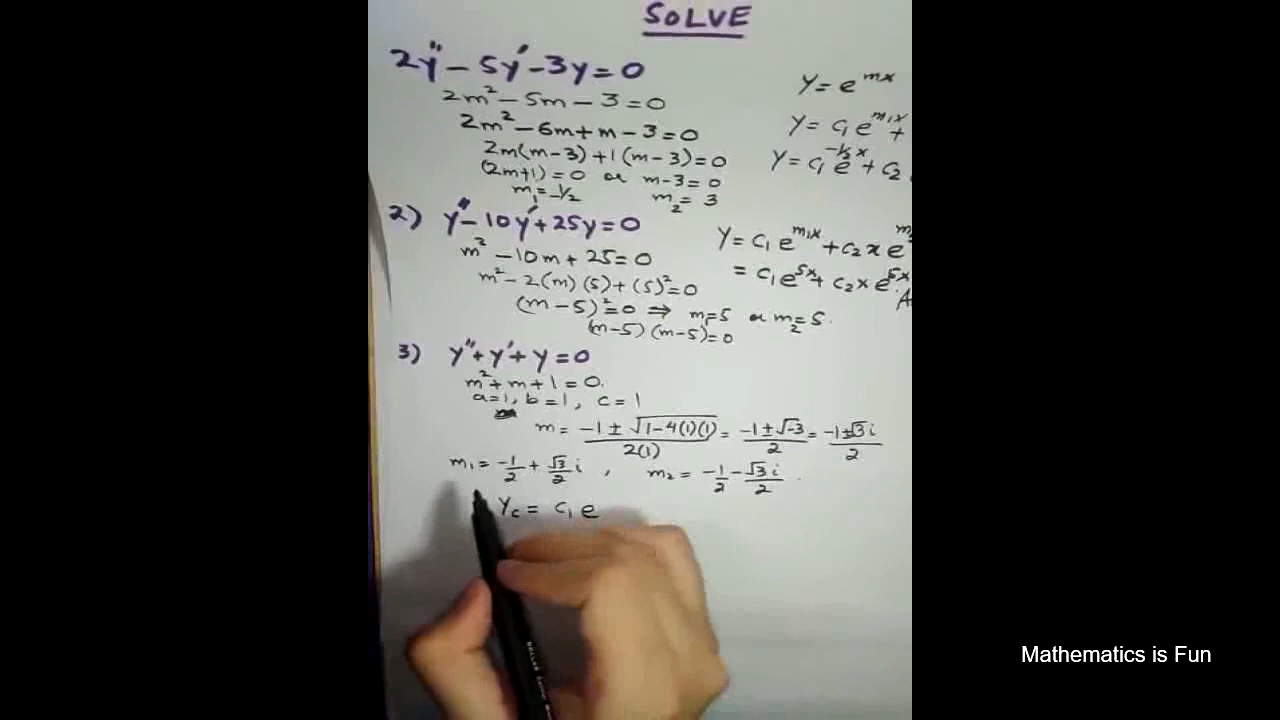 SOLVE
2y'' - 5y' - 3y = 0
2m² - 5m - 3 = 0
2m² - 6m + m - 3 = 0
2m(m-3) + 1(m-3) = 0
(2m+1) = 0 or m-3 = 0
m₁ = -1/2 m₂ = 3
y = e^mx
y = c₁e^m₁x +
y = c₁e^-1/2x + c₂
2) y'' - 10y' + 25y = 0
m² - 10m + 25 = 0
m² - 2(m)(5) + (5)² = 0
(m-5)² = 0 ⇒ m₁=5 or m₂=5.
(m-5)(m-5) = 0
y = c₁e^m₁x + c₂xe^m
= c₁e^5x + c₂xe^5x.
A
3) y'' + y' + y = 0
m² + m + 1 = 0.
a=1, b=1, c=1
m = -1±√1-4(1)(1)/2(1) = -1±√-3/2 = -1±√3i/2
m₁ = -1/2 + √3/2 i , m₂ = -1/2 - √3i/2 .
Yc = c₁e
Mathematics is Fun